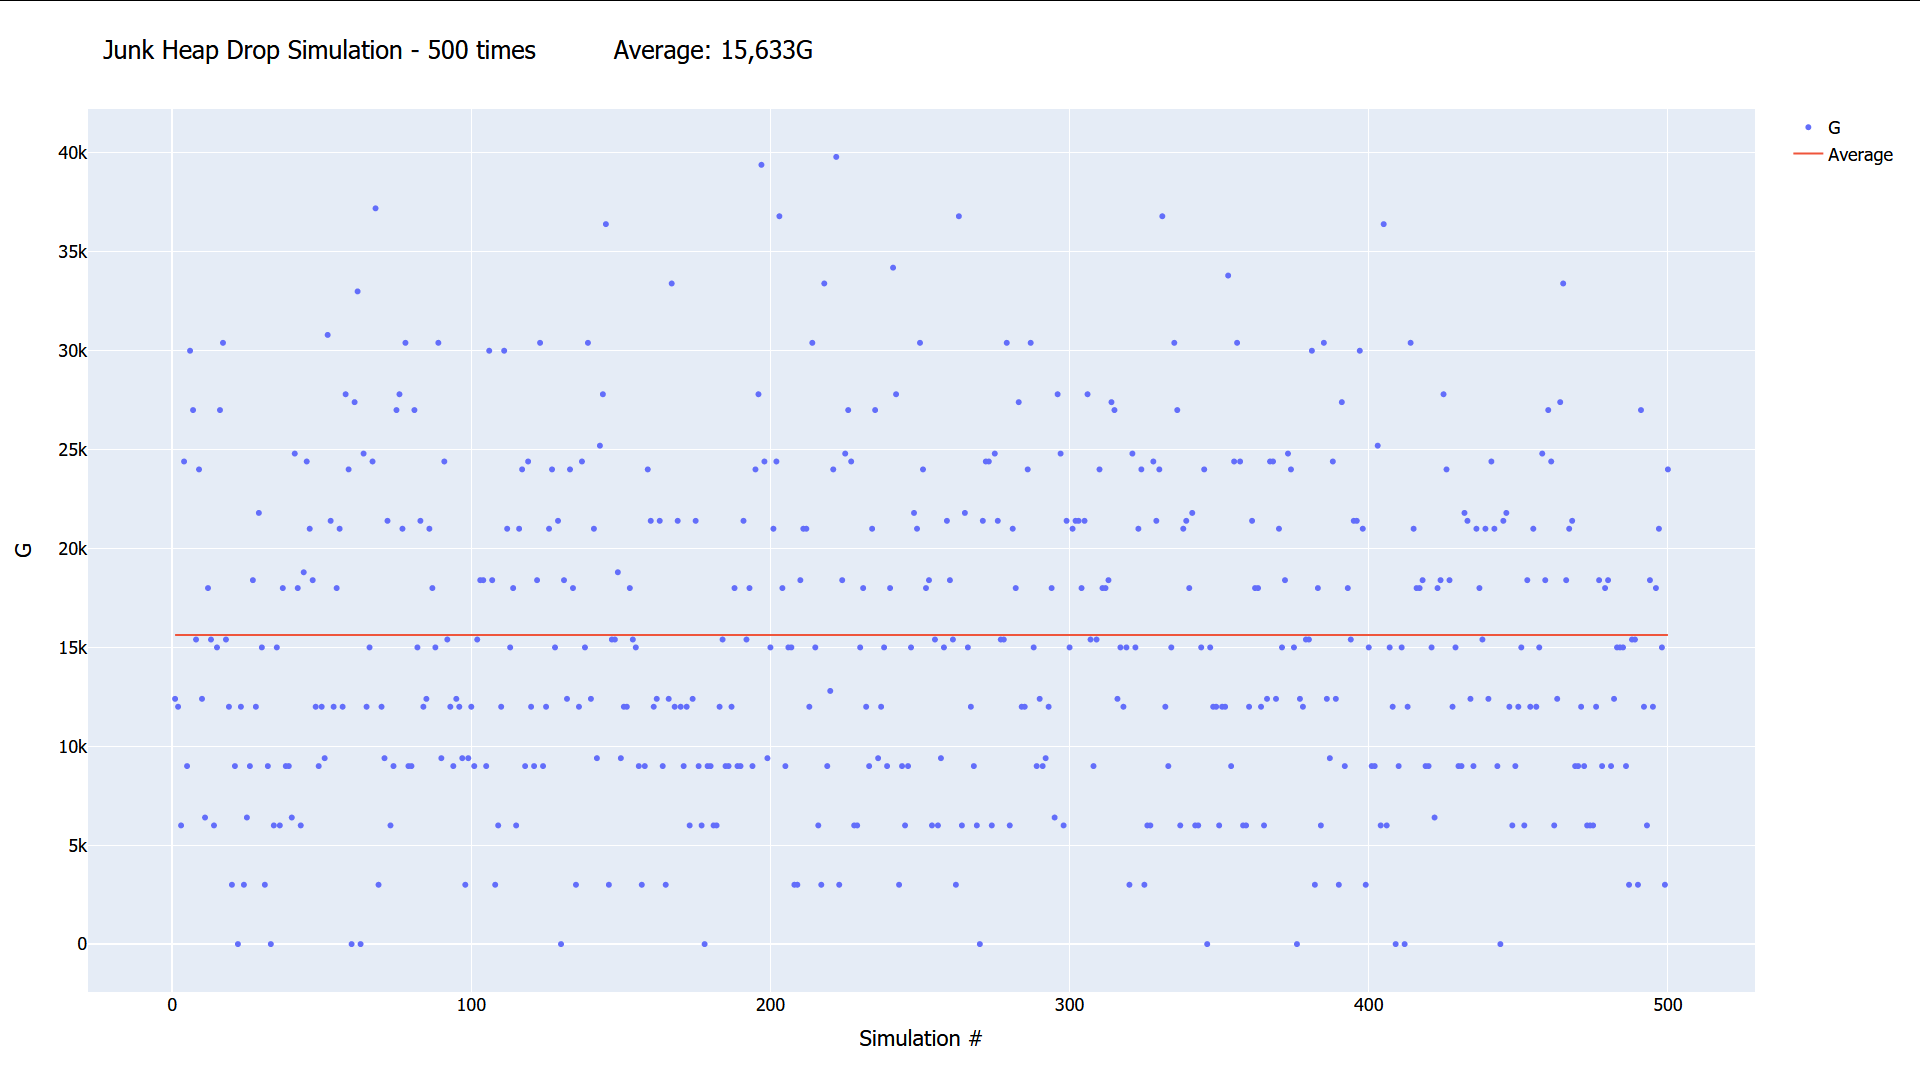 Junk Heap Drop Simulation - 500 times Average: 15,633G
G
Average
40k
35k
30k
25k
20k
15k
10k
5k
0
G
0 100 200 300 400 500
Simulation #